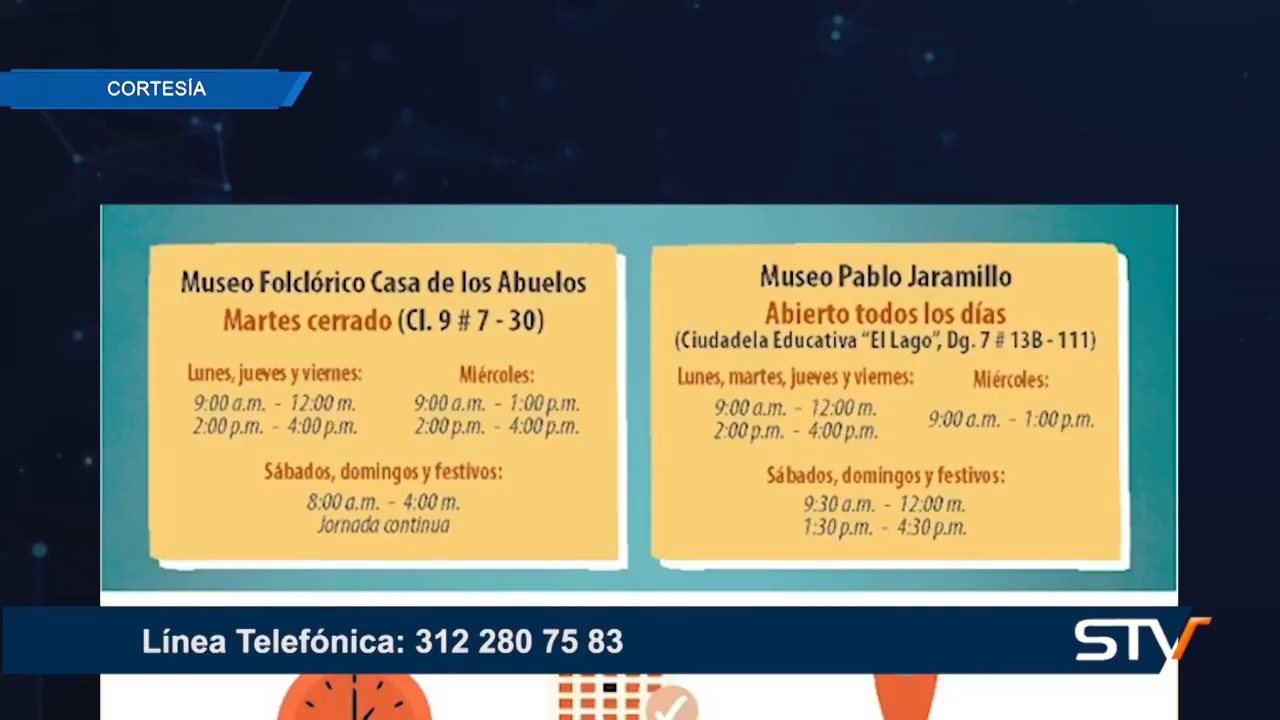 CORTESÍA
Museo Folclórico Casa de los Abuelos
Martes cerrado (Cl. 9 # 7 - 30)
Lunes, jueves y viernes:
9:00 a.m. - 12:00 m.
2:00 p.m. - 4:00 p.m.
Miércoles:
9:00 a.m. - 1:00 p.m.
2:00 p.m. - 4:00 p.m.
Sábados, domingos y festivos:
8:00 a.m. - 4:00 m.
Jornada continua
Museo Pablo Jaramillo
Abierto todos los días
(Ciudadela Educativa "El Lago", Dg. 7 # 13B - 111)
Lunes, martes, jueves y viernes:
9:00 a.m. - 12:00 m.
2:00 p.m. - 4:00 p.m.
Miércoles:
9:00 a.m. - 1:00 p.m.
Sábados, domingos y festivos:
9:30 a.m. - 12:00 m.
1:30 p.m. - 4:30 p.m.
Línea Telefónica: 312 280 75 83
STV